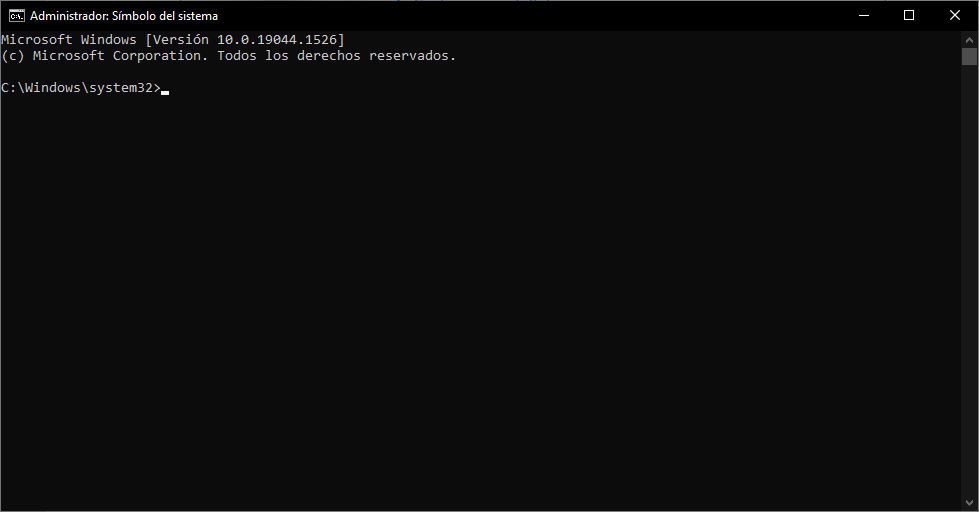 Administrador: Símbolo del sistema
Microsoft Windows [Versión 10.0.19044.1526]
(c) Microsoft Corporation. Todos los derechos reservados.
C:\Windows\system32>